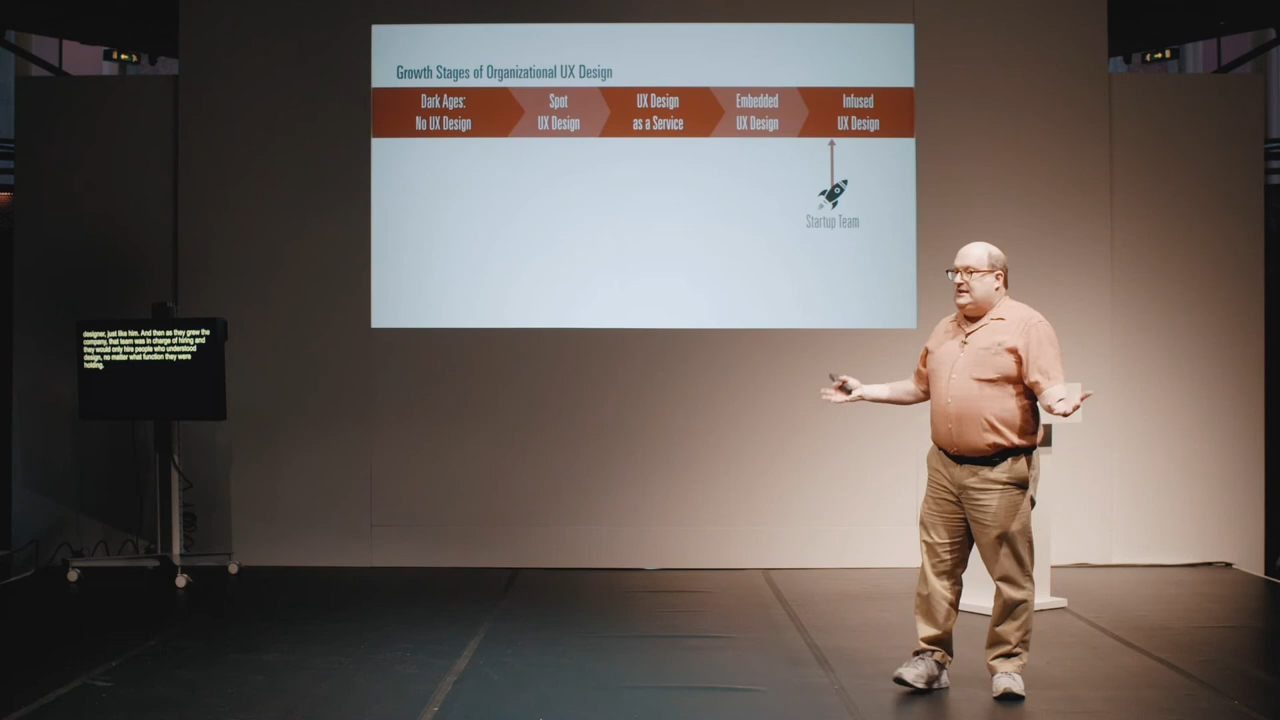 Growth Stages of Organizational UX Design
Dark Ages:
No UX Design
Spot
UX Design
UX Design
as a Service
Embedded
UX Design
Infused
UX Design
Startup Team
designer, just like him. And then as they grew the
company, that team was in charge of hiring and
they would only hire people who understood
design, no matter what function they were
holding.